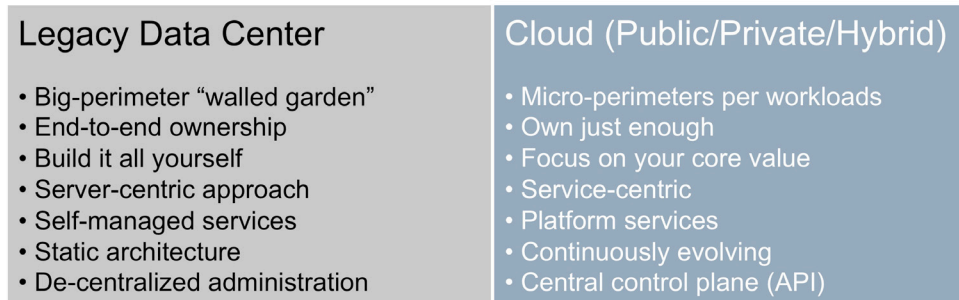 Legacy Data Center
• Big-perimeter “walled garden”
• End-to-end ownership
• Build it all yourself
• Server-centric approach
• Self-managed services
• Static architecture
• De-centralized administration
Cloud (Public/Private/Hybrid)
• Micro-perimeters per workloads
• Own just enough
• Focus on your core value
• Service-centric
• Platform services
• Continuously evolving
• Central control plane (API)